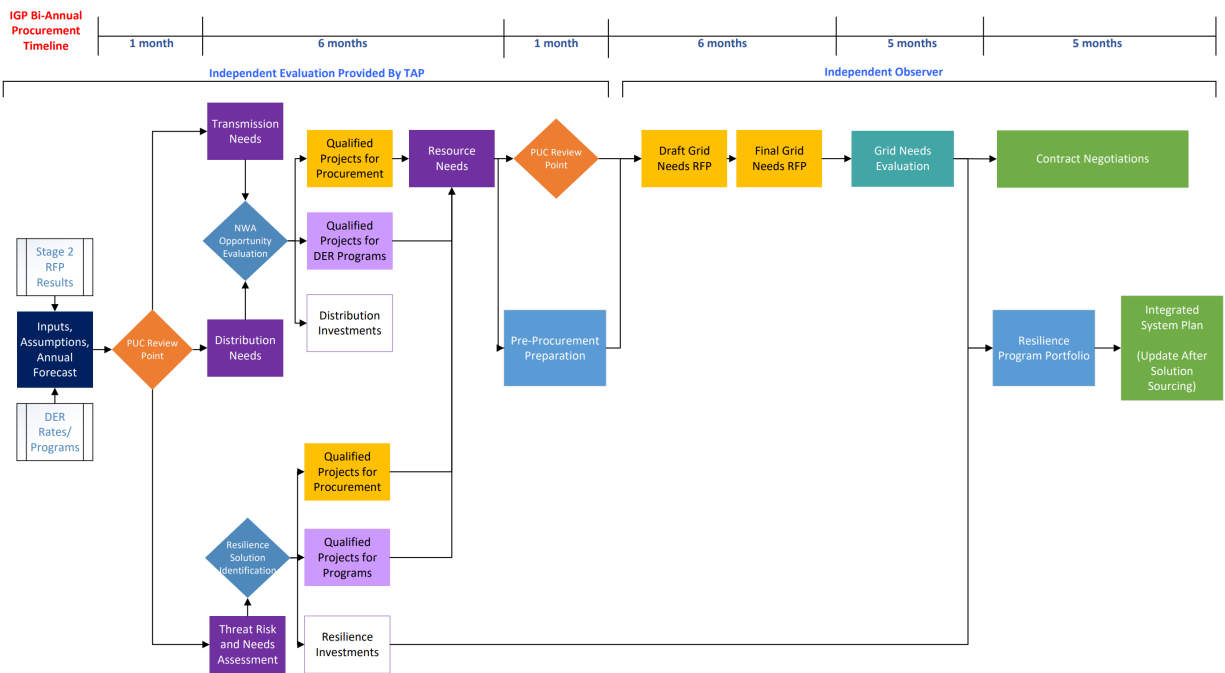 IGP Bi-Annual
Procurement
Timeline
1 month
6 months
1 month
6 months
5 months
5 months
Independent Evaluation Provided By TAP
Independent Observer
Transmission
Needs
Qualified
Projects for
Procurement
Resource
Needs
PUC Review
Point
Draft Grid
Needs RFP
Final Grid
Needs RFP
Grid Needs
Evaluation
Contract Negotiations
NWA
Opportunity
Evaluation
Qualified
Projects for
DER Programs
Stage 2
RFP
Results
Inputs,
Assumptions,
Annual
Forecast
PUC Review
Point
Distribution
Needs
Distribution
Investments
Pre-Procurement
Preparation
Resilience
Program Portfolio
Integrated
System Plan
(Update After
Solution
Sourcing)
DER
Rates/
Programs
Qualified
Projects for
Procurement
Resilience
Solution
Identification
Qualified
Projects for
Programs
Threat Risk
and Needs
Assessment
Resilience
Investments